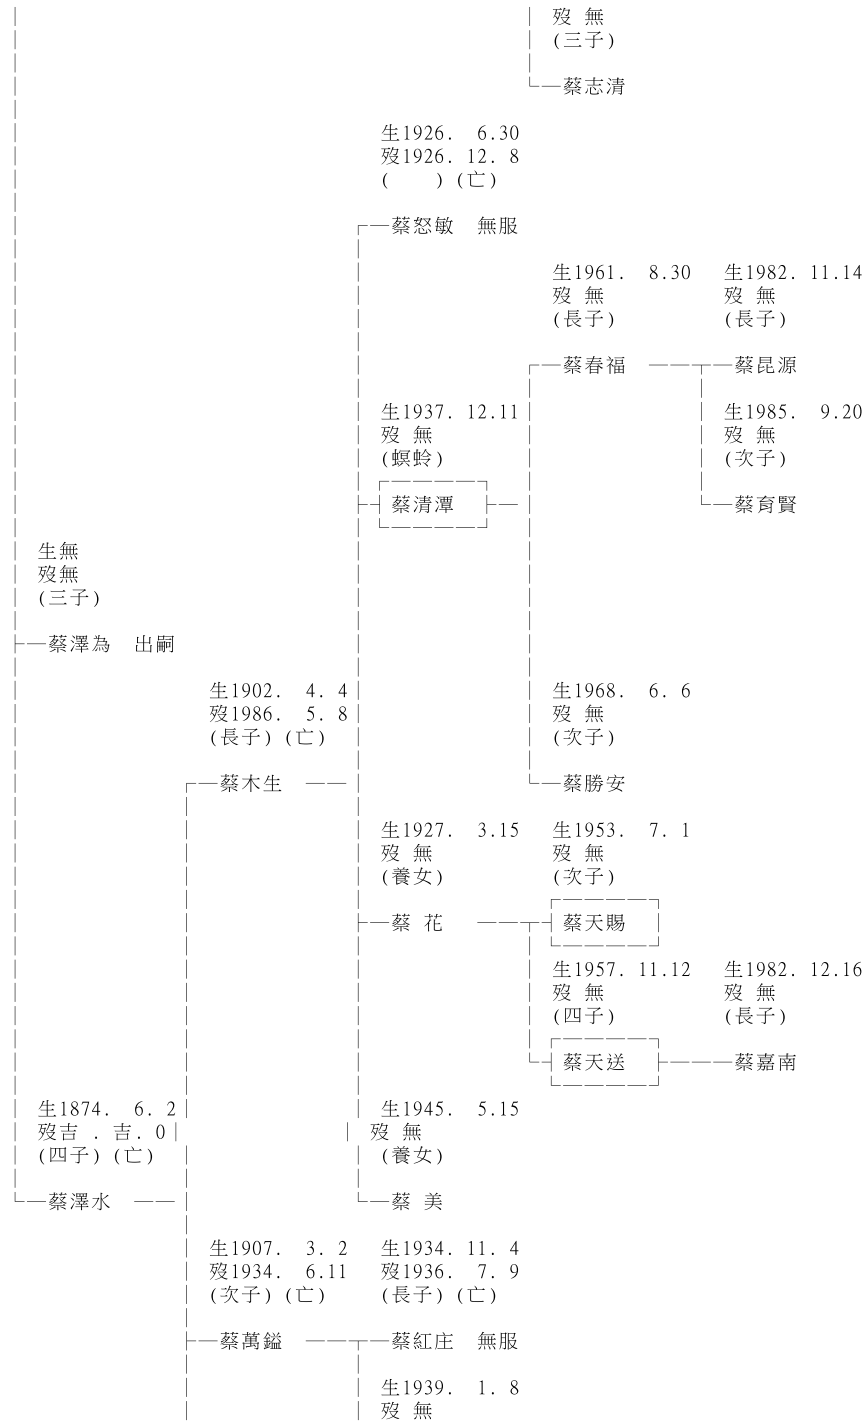 歿 無
(三子)
蔡志清
生1926. 6.30
歿1926. 12. 8
( ) (亡)
蔡怒敏 無服
生1961. 8.30 生1982. 11.14
歿 無 歿 無
(長子) (長子)
蔡春福 蔡昆源
生1937. 12.11 生1985. 9.20
歿 無 歿 無
(螟蛉) (次子)
蔡清潭 蔡育賢
生無
歿無
(三子)
蔡澤為 出嗣
生1902. 4. 4 生1968. 6. 6
歿1986. 5. 8 歿 無
(長子) (亡) (次子)
蔡木生 蔡勝安
生1927. 3.15 生1953. 7. 1
歿 無 歿 無
(養女) (次子)
蔡 花 蔡天賜
生1957. 11.12 生1982. 12.16
歿 無 歿 無
(四子) (長子)
蔡天送 蔡嘉南
生1874. 6. 2 生1945. 5.15
歿吉 . 吉. 0 歿 無
(四子) (亡) (養女)
蔡澤水 蔡 美
生1907. 3. 2 生1934. 11. 4
歿1934. 6.11 歿1936. 7. 9
(次子) (亡) (長子) (亡)
蔡萬鎰 蔡紅庄 無服
生1939. 1. 8
歿 無